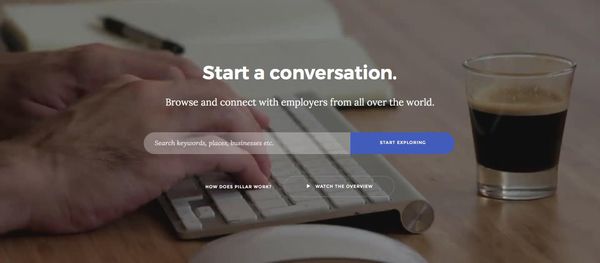 Start a conversation.
Browse and connect with employers from all over the world.
Search keywords, places, businesses etc.
START EXPLORING
HOW DOES PILLAR WORK?
WATCH THE OVERVIEW